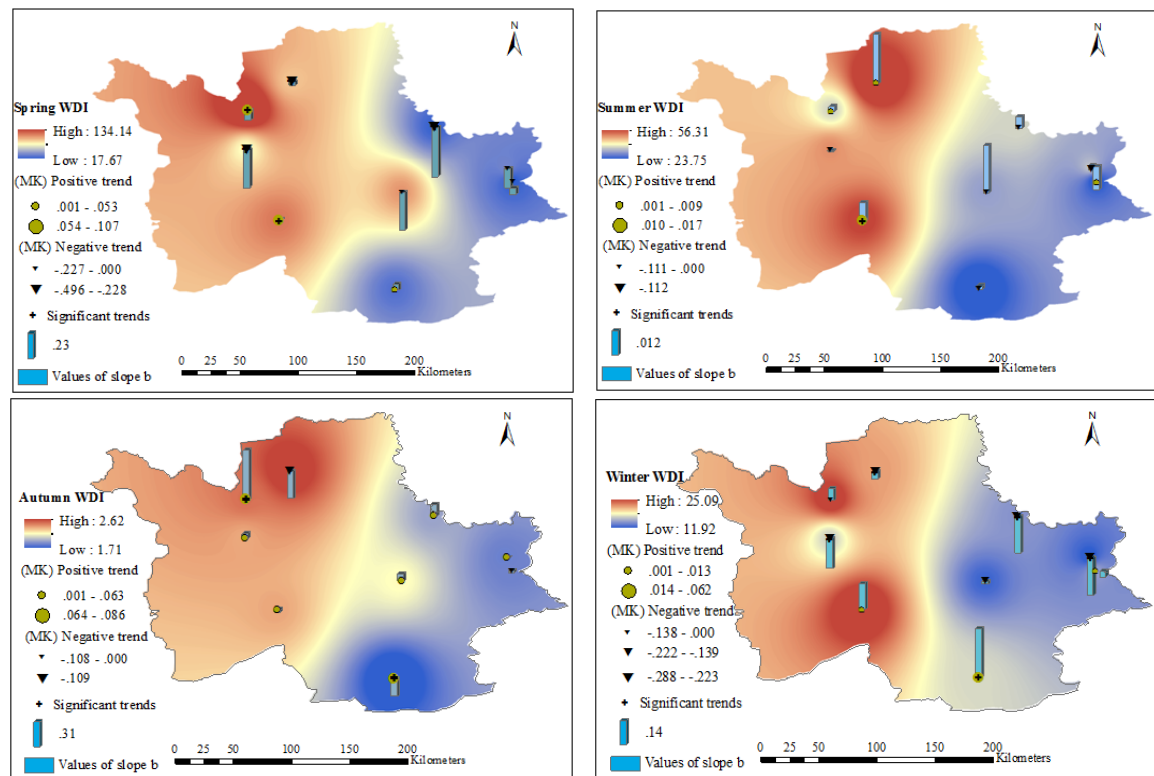 N
Spring WDI
High : 134.14
Low : 17.67
(MK) Positive trend
.001 - .053
.054 - .107
(MK) Negative trend
-.227 - .000
-.496 - -.228
Significant trends
.23
Values of slope b
0 25 50 100 150 200
Kilometers
N
Summer WDI
High : 56.31
Low : 23.75
(MK) Positive trend
.001 - .009
.010 - .017
(MK) Negative trend
-.111 - .000
-.112
Significant trends
.012
Values of slope b
0 25 50 100 150 200
Kilometers
N
Autumn WDI
High : 2.62
Low : 1.71
(MK) Positive trend
.001 - .063
.064 - .086
(MK) Negative trend
-.108 - .000
-.109
Significant trends
.31
Values of slope b
0 25 50 100 150 200
Kilometers
N
Winter WDI
High : 25.09
Low : 11.92
(MK) Positive trend
.001 - .013
.014 - .062
(MK) Negative trend
-.138 - .000
-.222 - -.139
-.288 - -.223
Significant trends
.14
Values of slope b
0 25 50 100 150 200
Kilometers